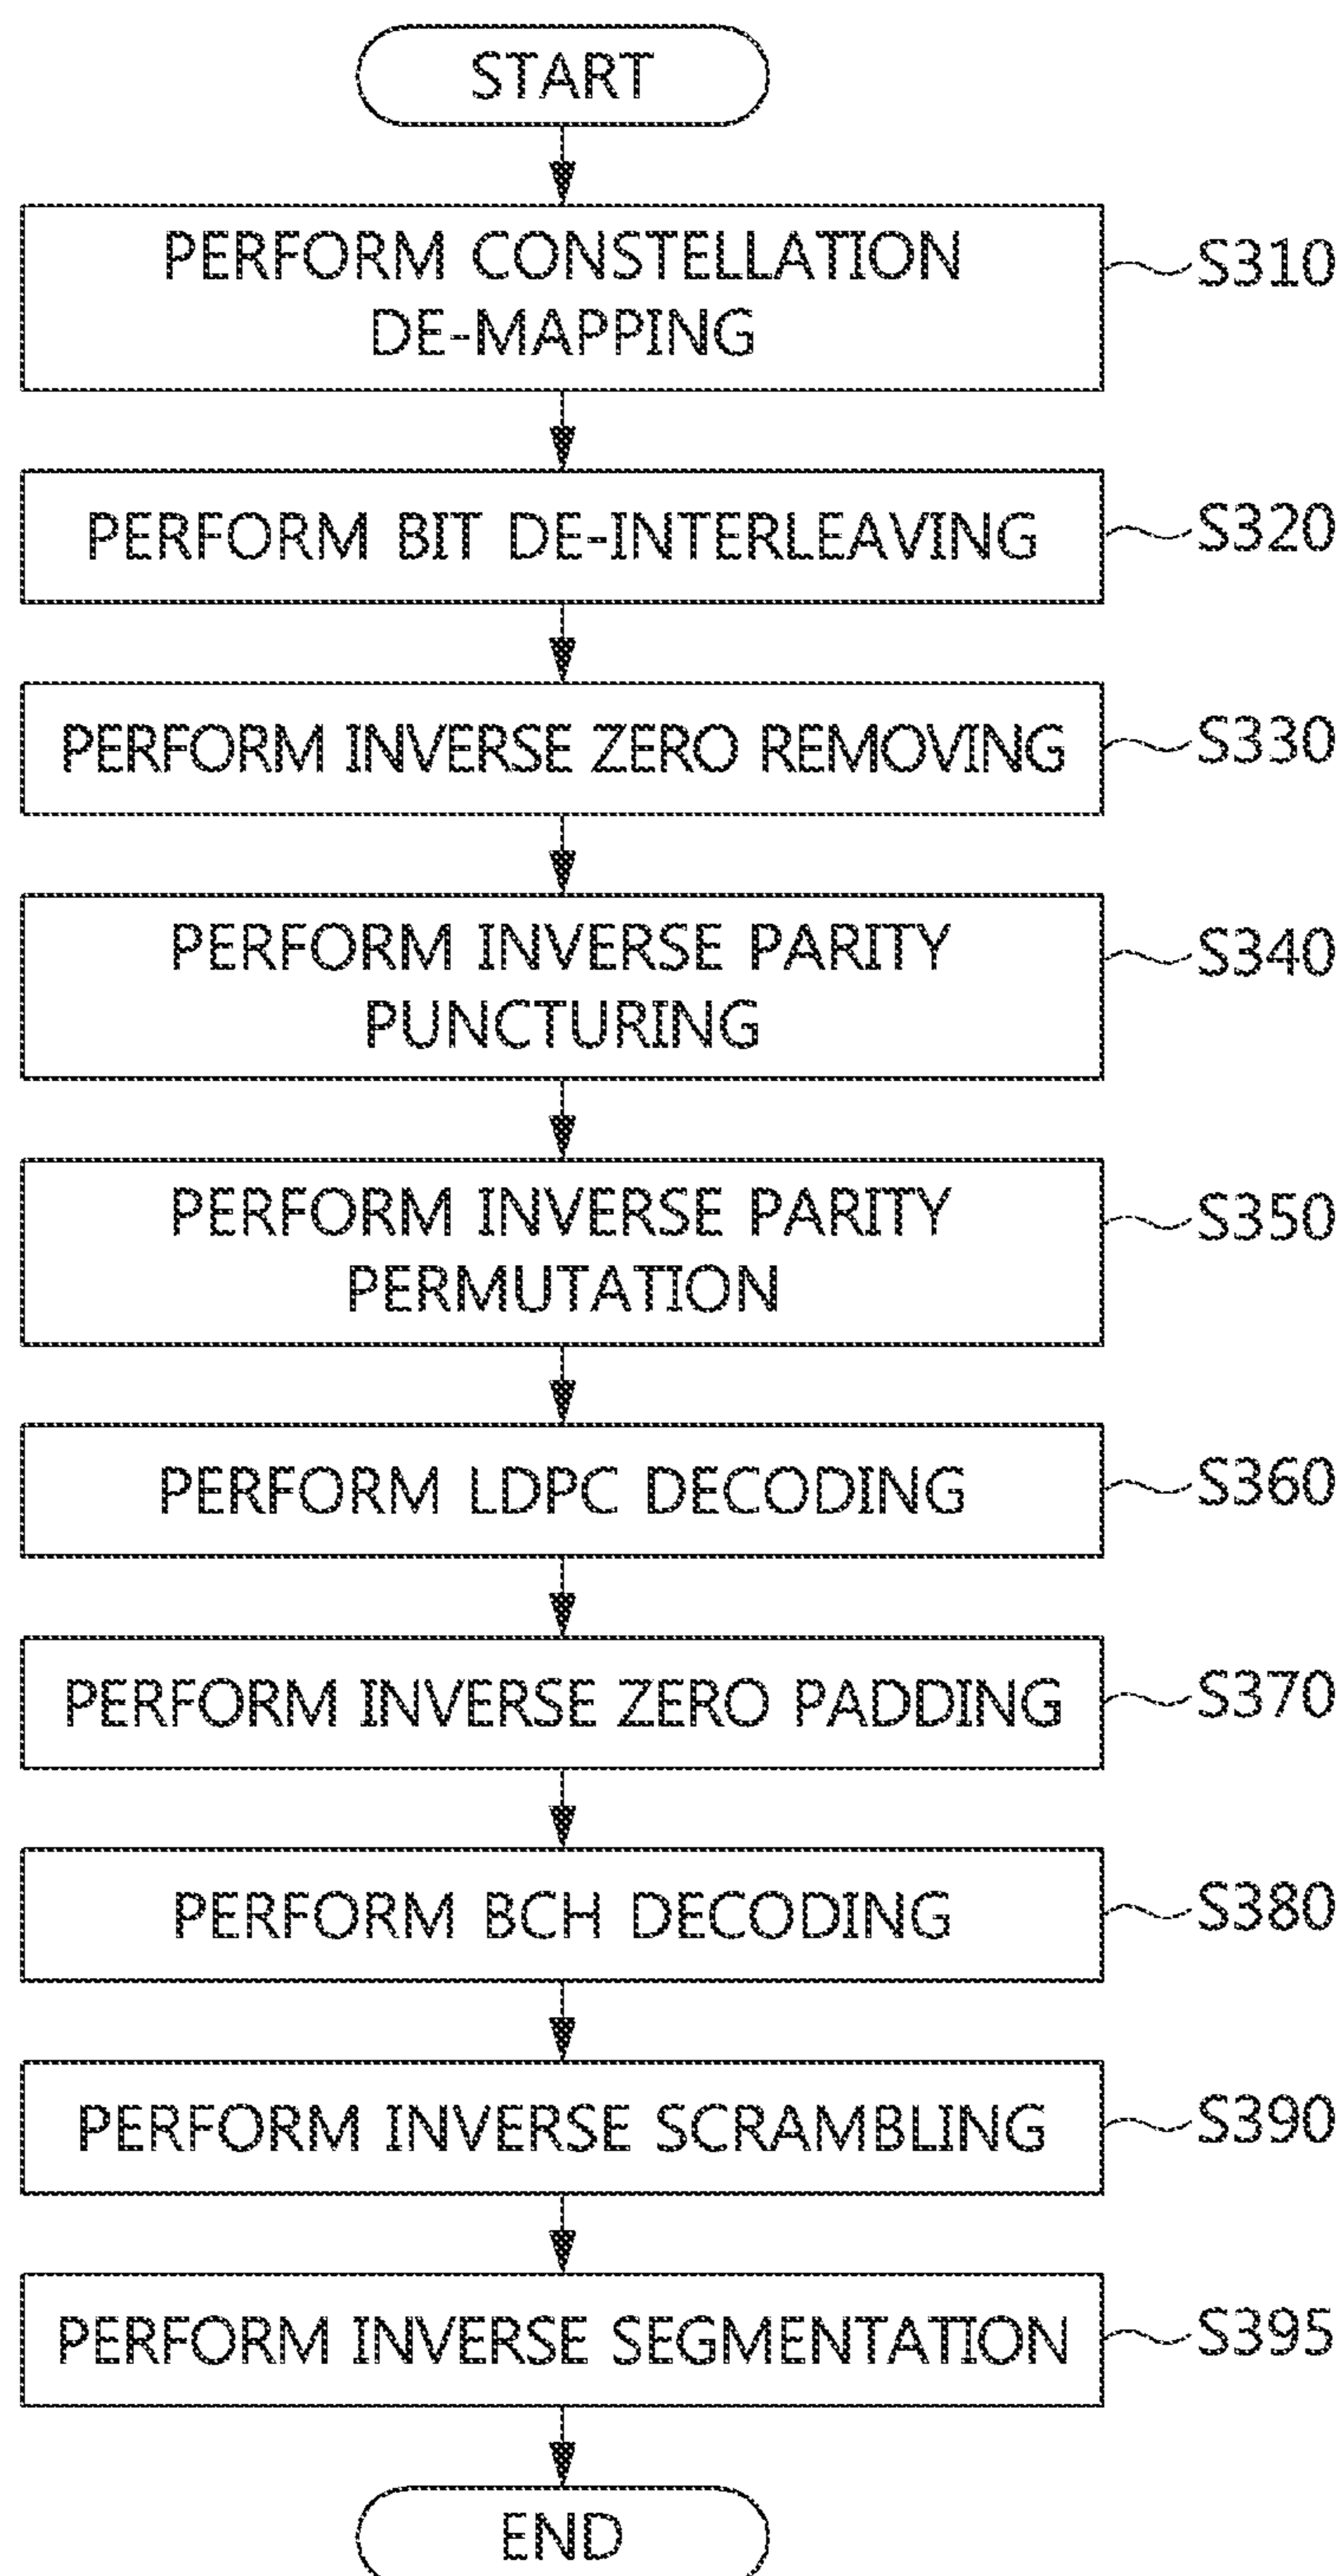 START
PERFORM CONSTELLATION
DE-MAPPING
S310
PERFORM BIT DE-INTERLEAVING
S320
PERFORM INVERSE ZERO REMOVING
S330
PERFORM INVERSE PARITY
PUNCTURING
S340
PERFORM INVERSE PARITY
PERMUTATION
S350
PERFORM LDPC DECODING
S360
PERFORM INVERSE ZERO PADDING
S370
PERFORM BCH DECODING
S380
PERFORM INVERSE SCRAMBLING
S390
PERFORM INVERSE SEGMENTATION
S395
END